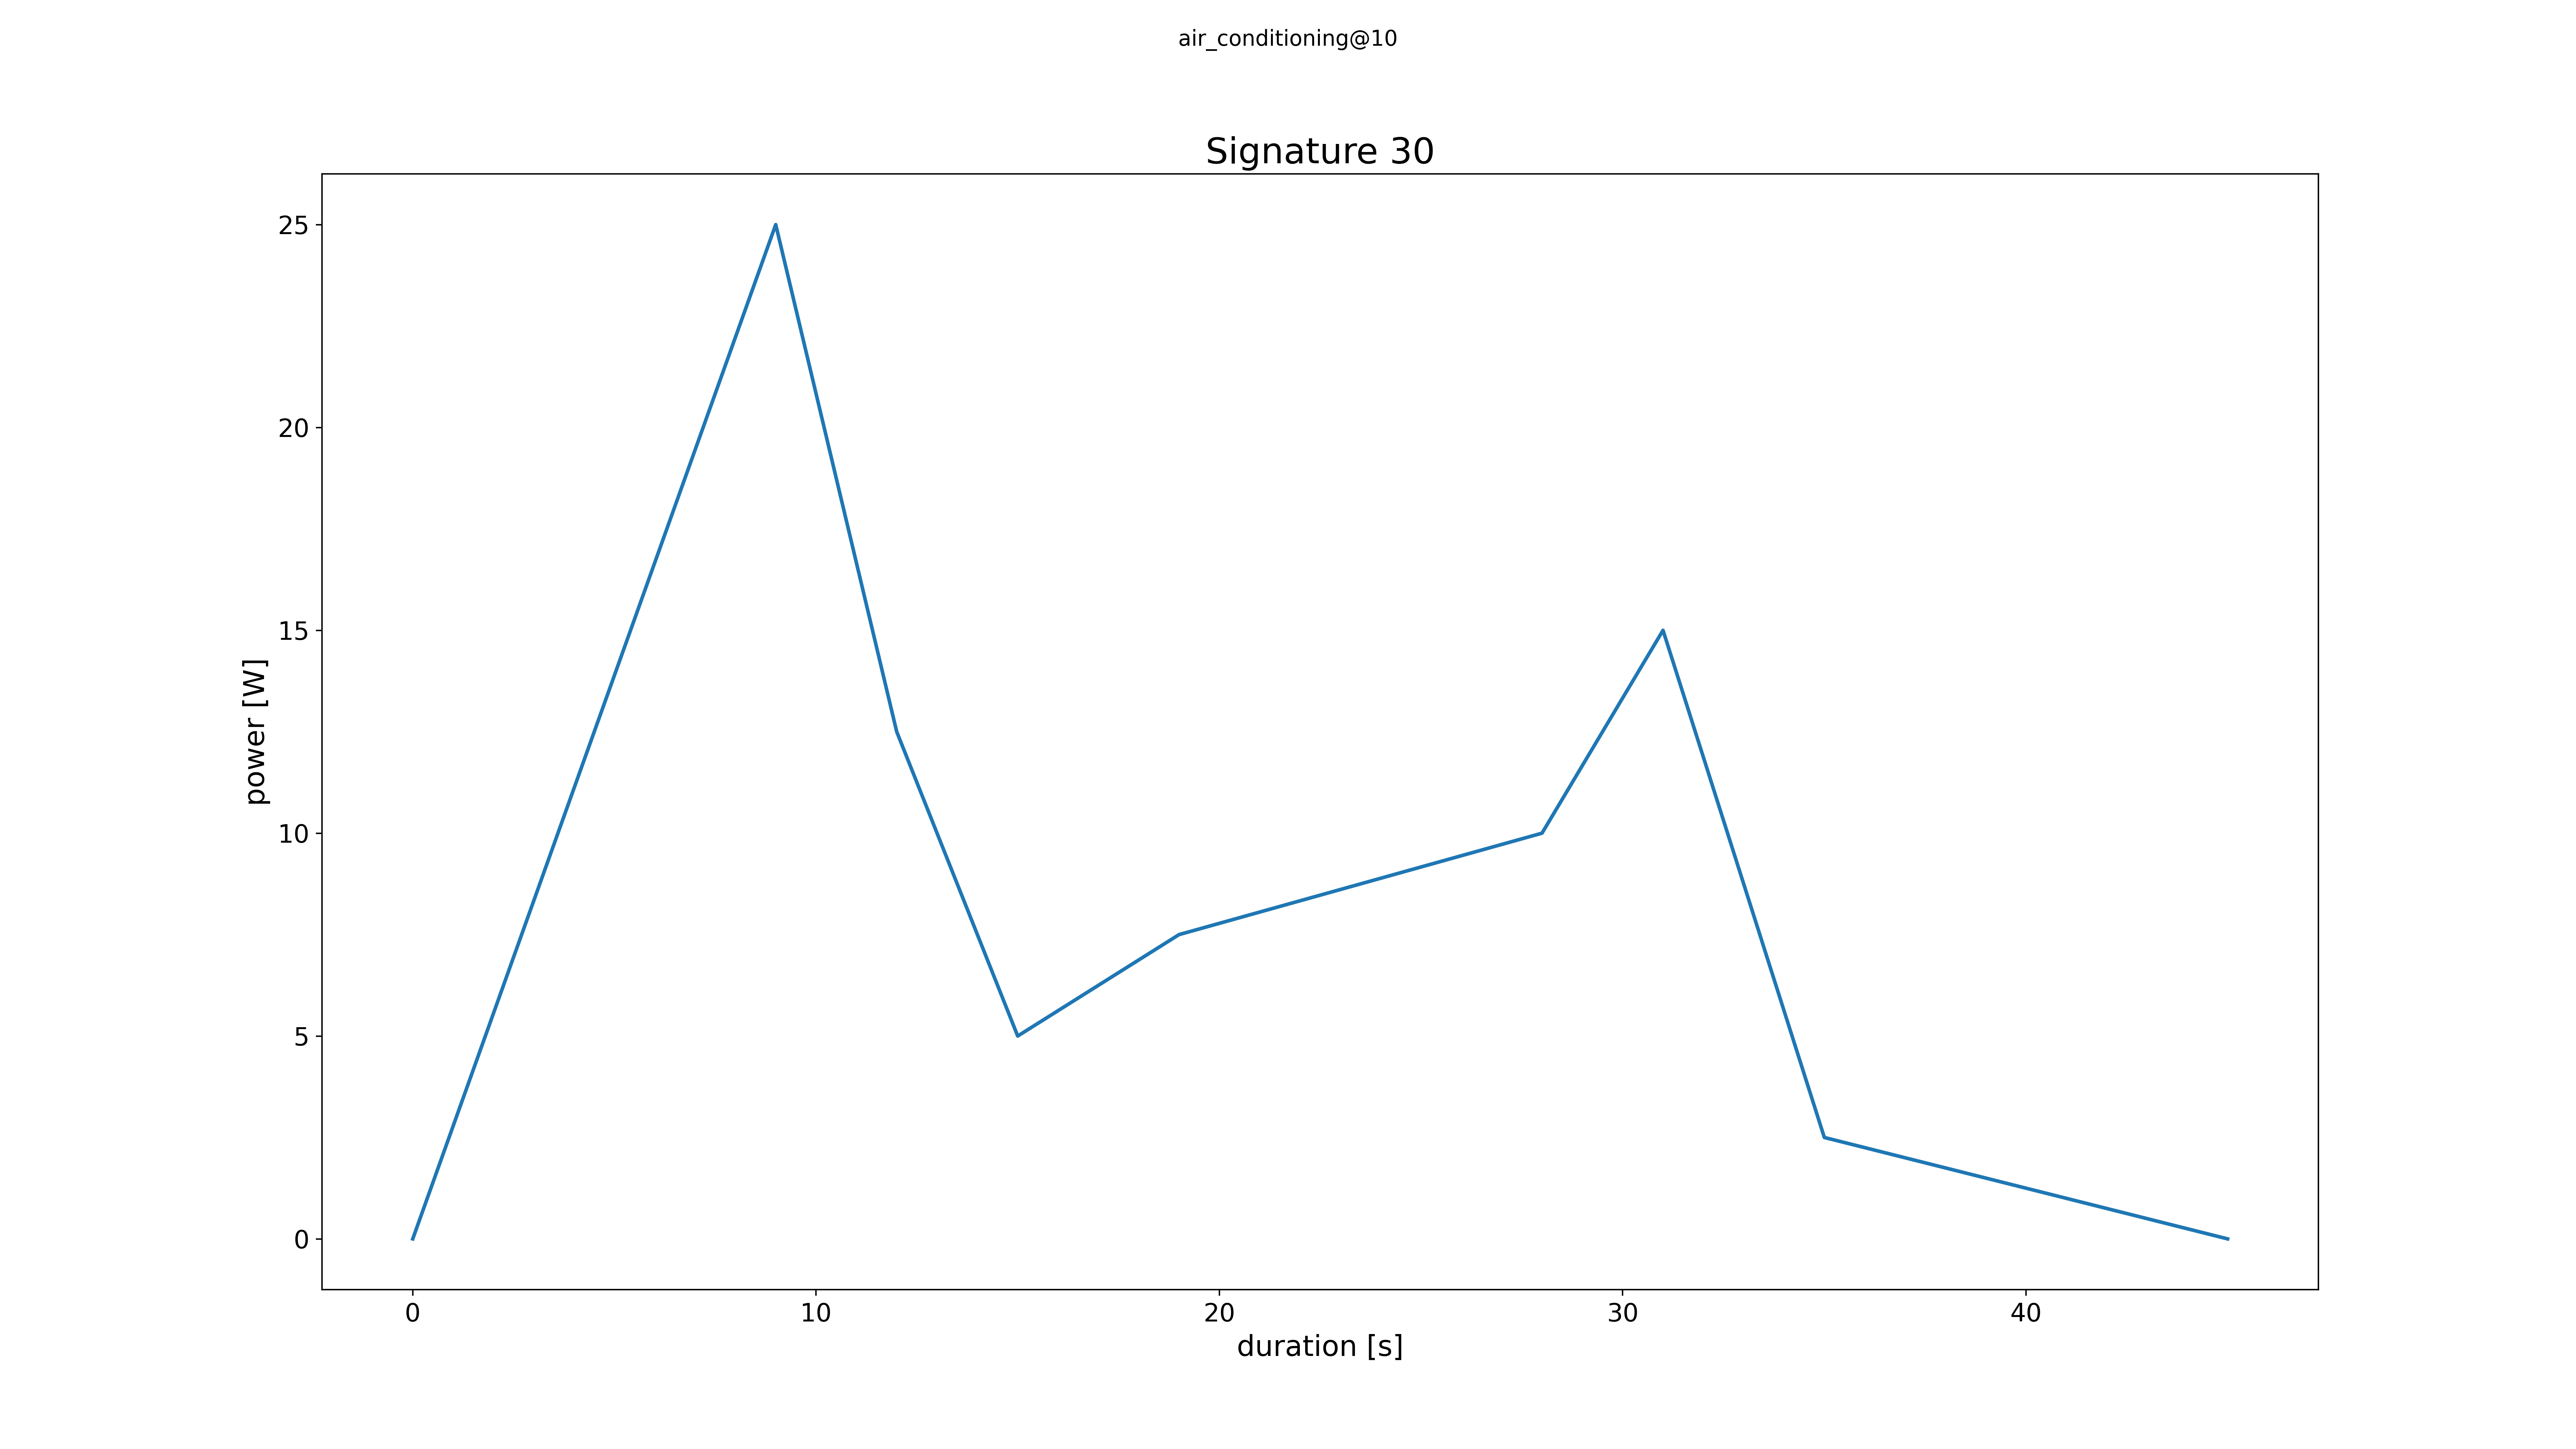 air_conditioning@10
Signature 30
25
20
15
10
5
0
power [W]
0 10 20 30 40
duration [s]